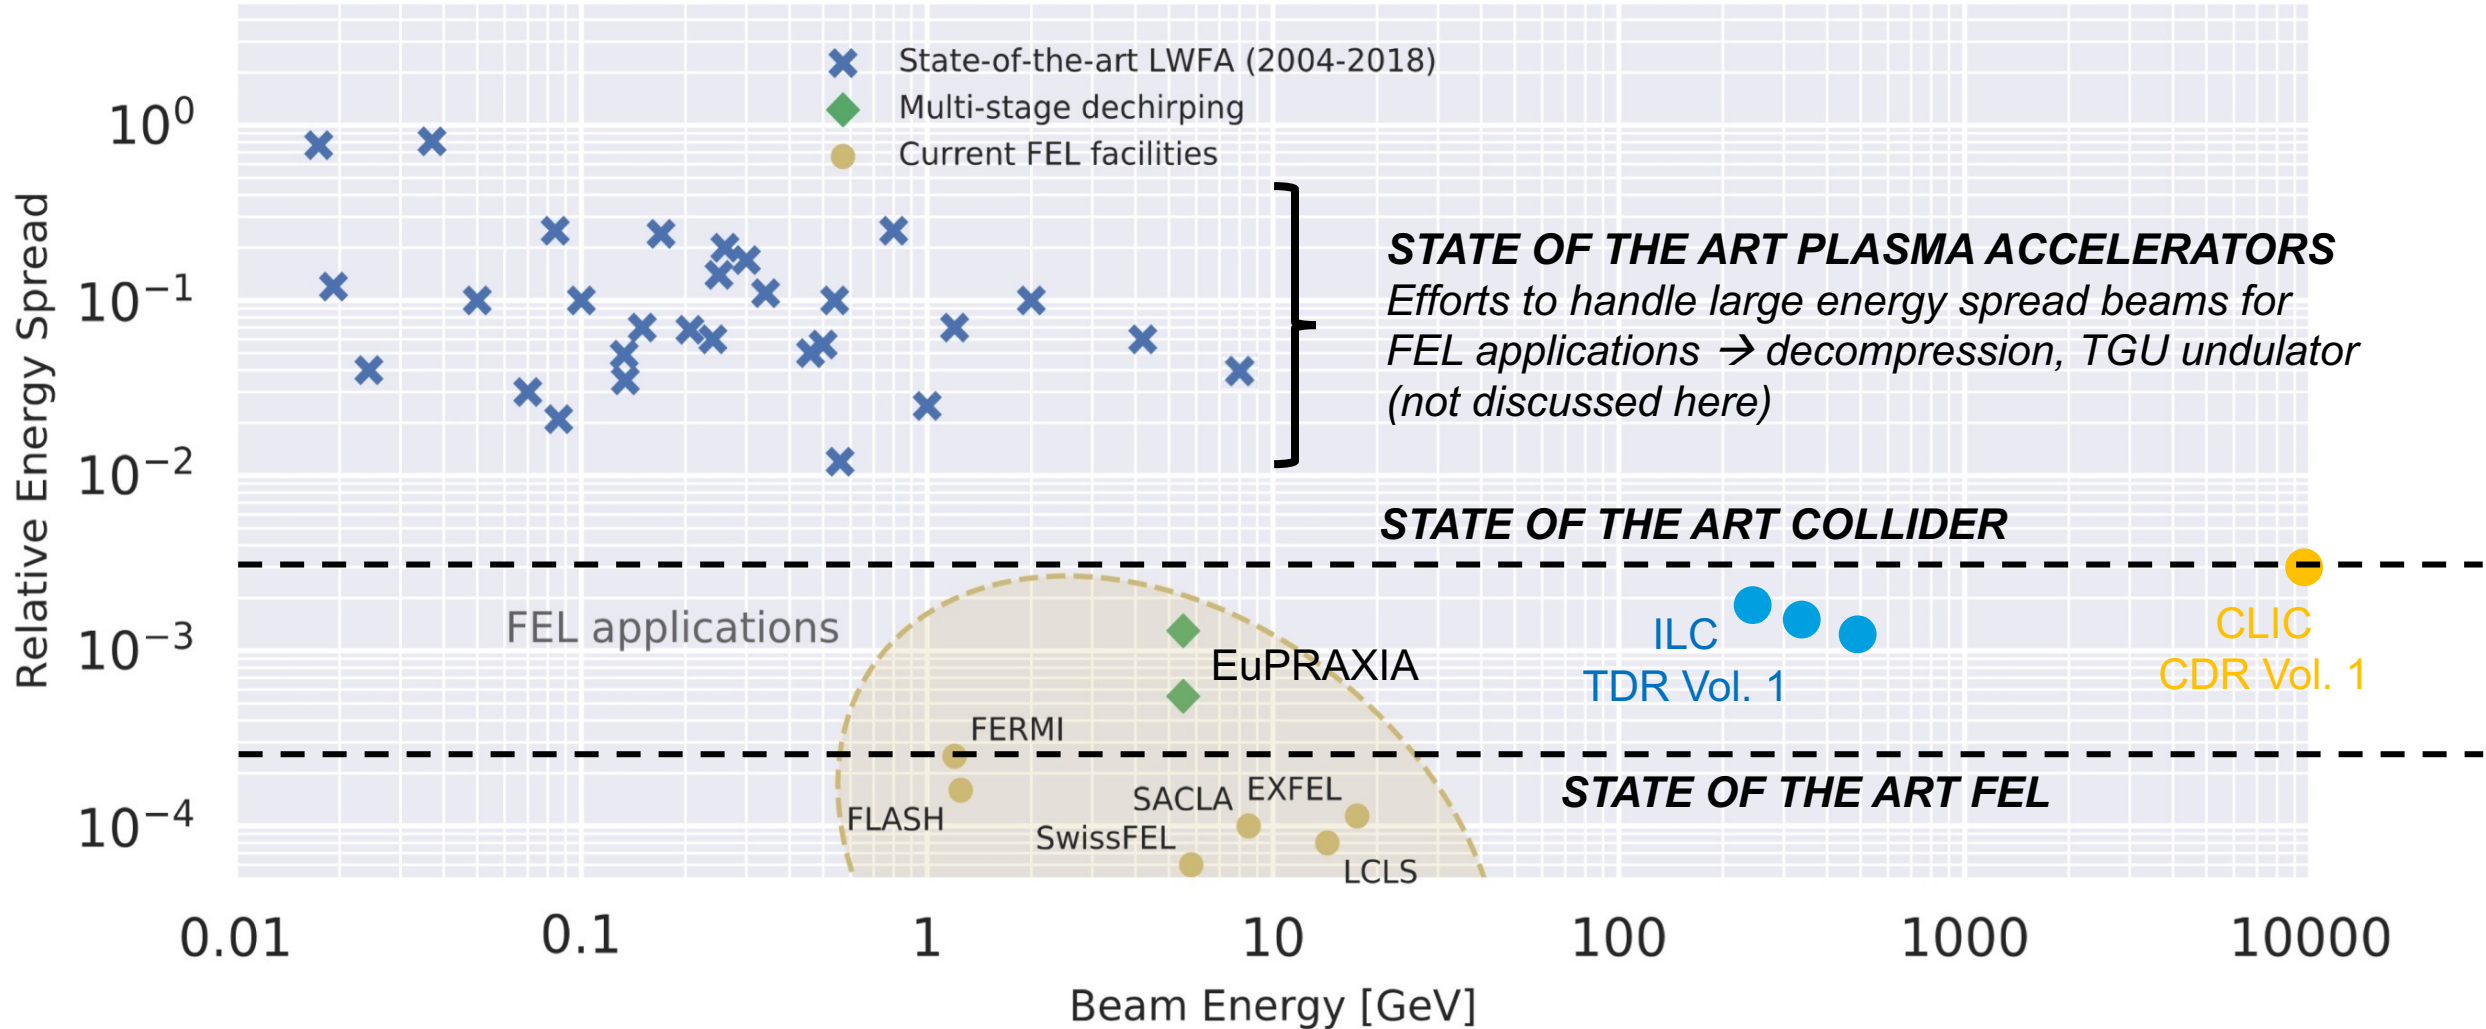 State-of-the-art LWFA (2004-2018)
Multi-stage dechirping
Current FEL facilities
10⁰
10⁻¹
10⁻²
10⁻³
10⁻⁴
Relative Energy Spread
STATE OF THE ART PLASMA ACCELERATORS
Efforts to handle large energy spread beams for
FEL applications → decompression, TGU undulator
(not discussed here)
STATE OF THE ART COLLIDER
FEL applications
ILC
TDR Vol. 1
CLIC
CDR Vol. 1
EuPRAXIA
FERMI
FLASH
SACLA
EXFEL
SwissFEL
LCLS
STATE OF THE ART FEL
0.01
0.1
1
10
100
1000
10000
Beam Energy [GeV]